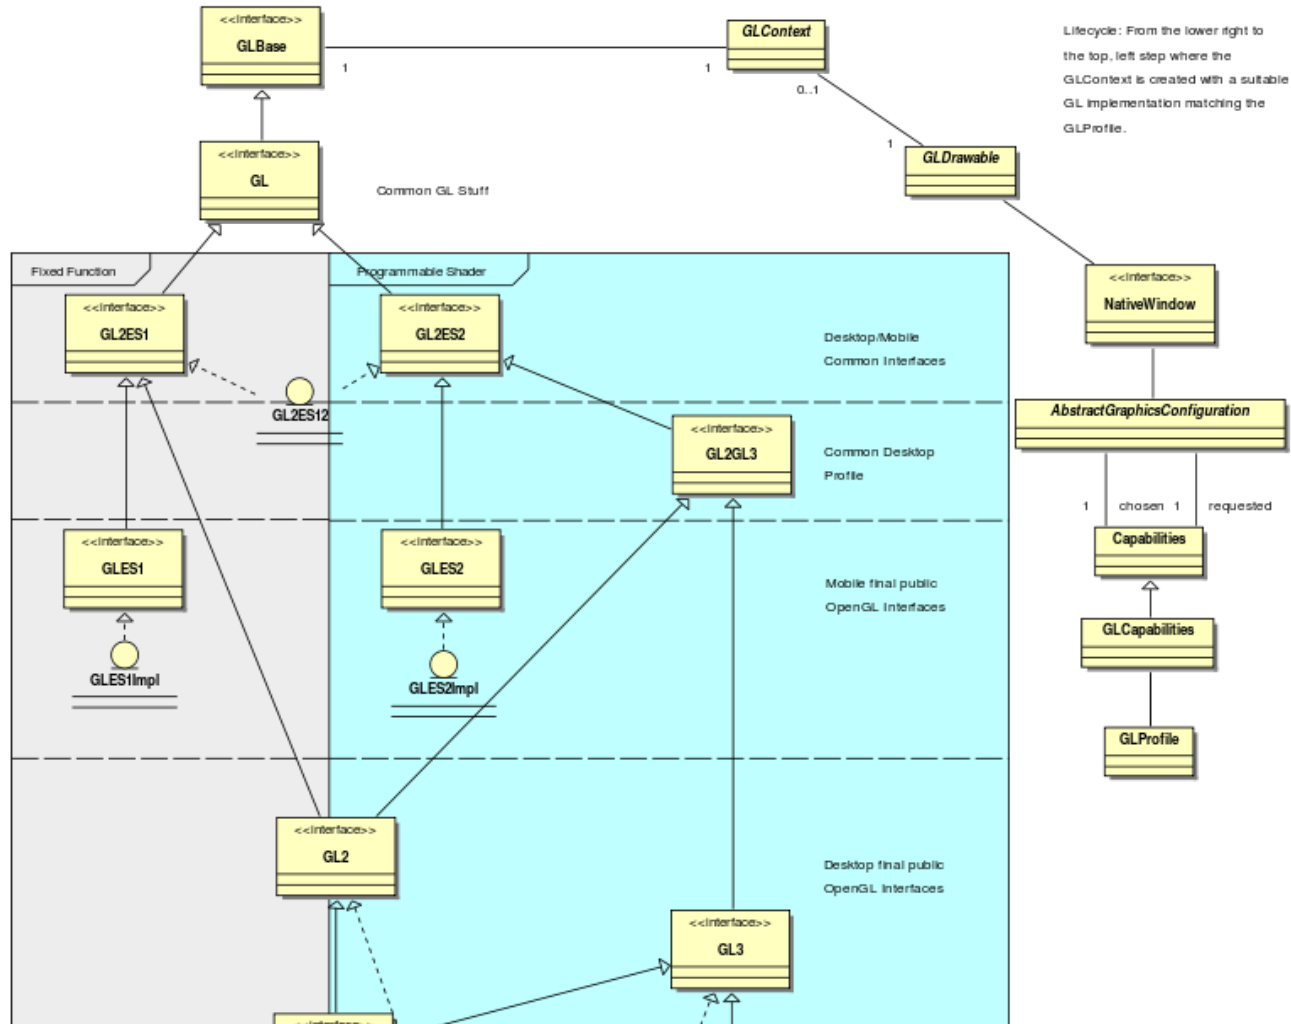 <<interface>>
GLBase
1
1
GLContext
0..1
1
Lifecycle: From the lower right to
the top, left step where the
GLContext is created with a suitable
GL implementation matching the
GLProfile.
<<interface>>
GL
Common GL Stuff
GLDrawable
Fixed Function
Programmable Shader
<<interface>>
GL2ES1
<<interface>>
GL2ES2
Desktop/Mobile
Common Interfaces
<<interface>>
NativeWindow
GL2ES12
<<interface>>
GL2GL3
Common Desktop
Profile
AbstractGraphicsConfiguration
1
chosen
1
requested
<<interface>>
GLES1
<<interface>>
GLES2
Mobile final public
OpenGL Interfaces
Capabilities
GLES1Impl
GLES2Impl
GLCapabilities
GLProfile
<<interface>>
GL2
Desktop final public
OpenGL Interfaces
<<interface>>
GL3
<<interface>>